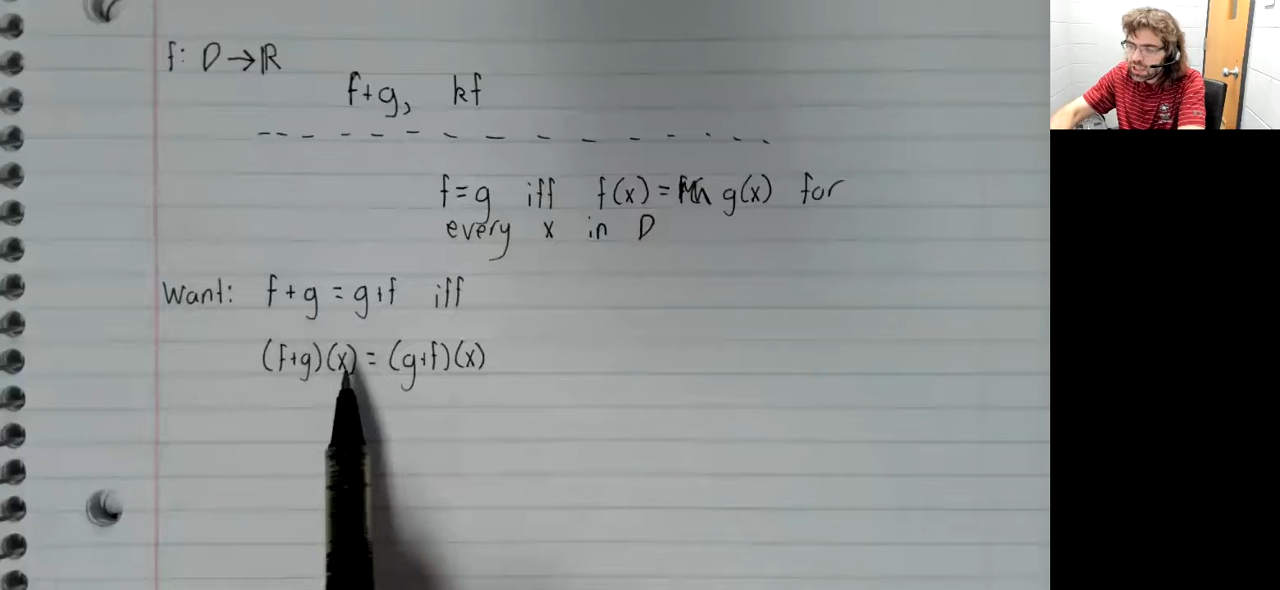 f: D→ℝ
f+g, kf
f=g iff f(x)= g(x) for
every x in D
Want: f+g = g+f iff
(f+g)(x) = (g+f)(x)